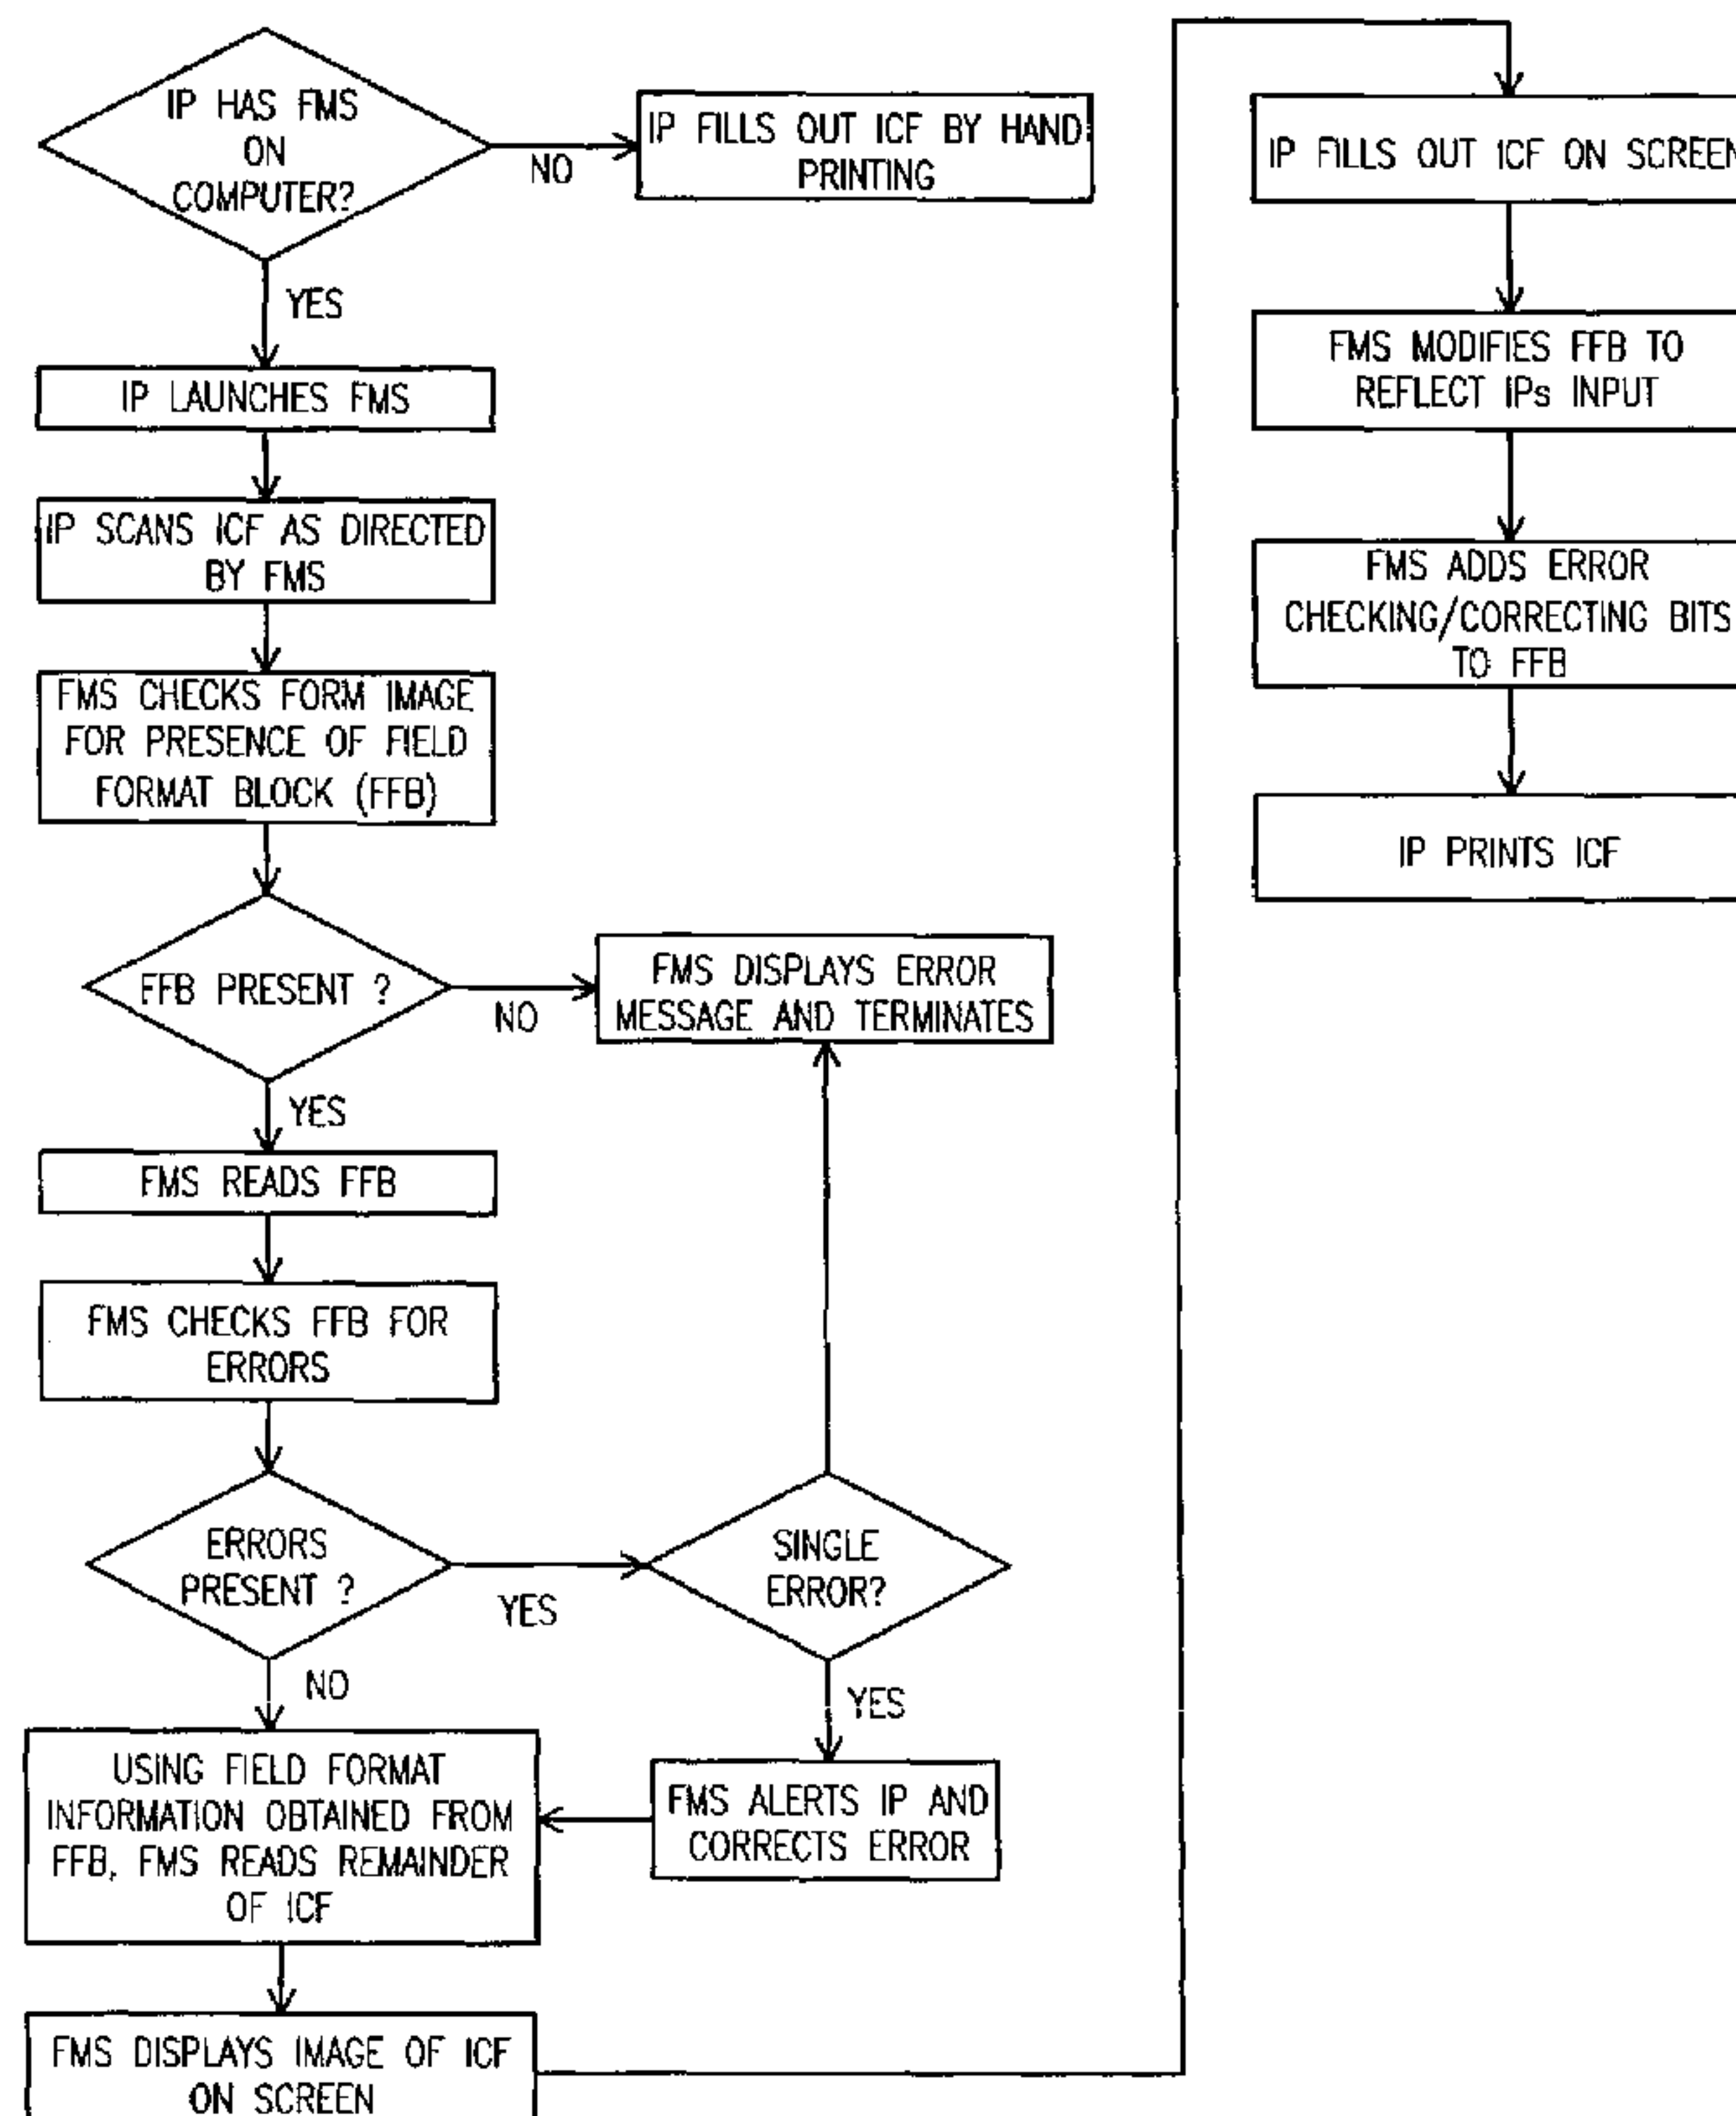 IP HAS FMS
ON
COMPUTER?
NO
IP FILLS OUT ICF BY HAND
PRINTING
YES
IP LAUNCHES FMS
IP SCANS ICF AS DIRECTED
BY FMS
FMS CHECKS FORM IMAGE
FOR PRESENCE OF FIELD
FORMAT BLOCK (FFB)
FFB PRESENT ?
NO
FMS DISPLAYS ERROR
MESSAGE AND TERMINATES
YES
FMS READS FFB
FMS CHECKS FFB FOR
ERRORS
ERRORS
PRESENT ?
YES
SINGLE
ERROR?
NO
YES
USING FIELD FORMAT
INFORMATION OBTAINED FROM
FFB, FMS READS REMAINDER
OF ICF
FMS ALERTS IP AND
CORRECTS ERROR
FMS DISPLAYS IMAGE OF ICF
ON SCREEN
IP FILLS OUT ICF ON SCREEN
FMS MODIFIES FFB TO
REFLECT IPs INPUT
FMS ADDS ERROR
CHECKING/CORRECTING BITS
TO FFB
IP PRINTS ICF